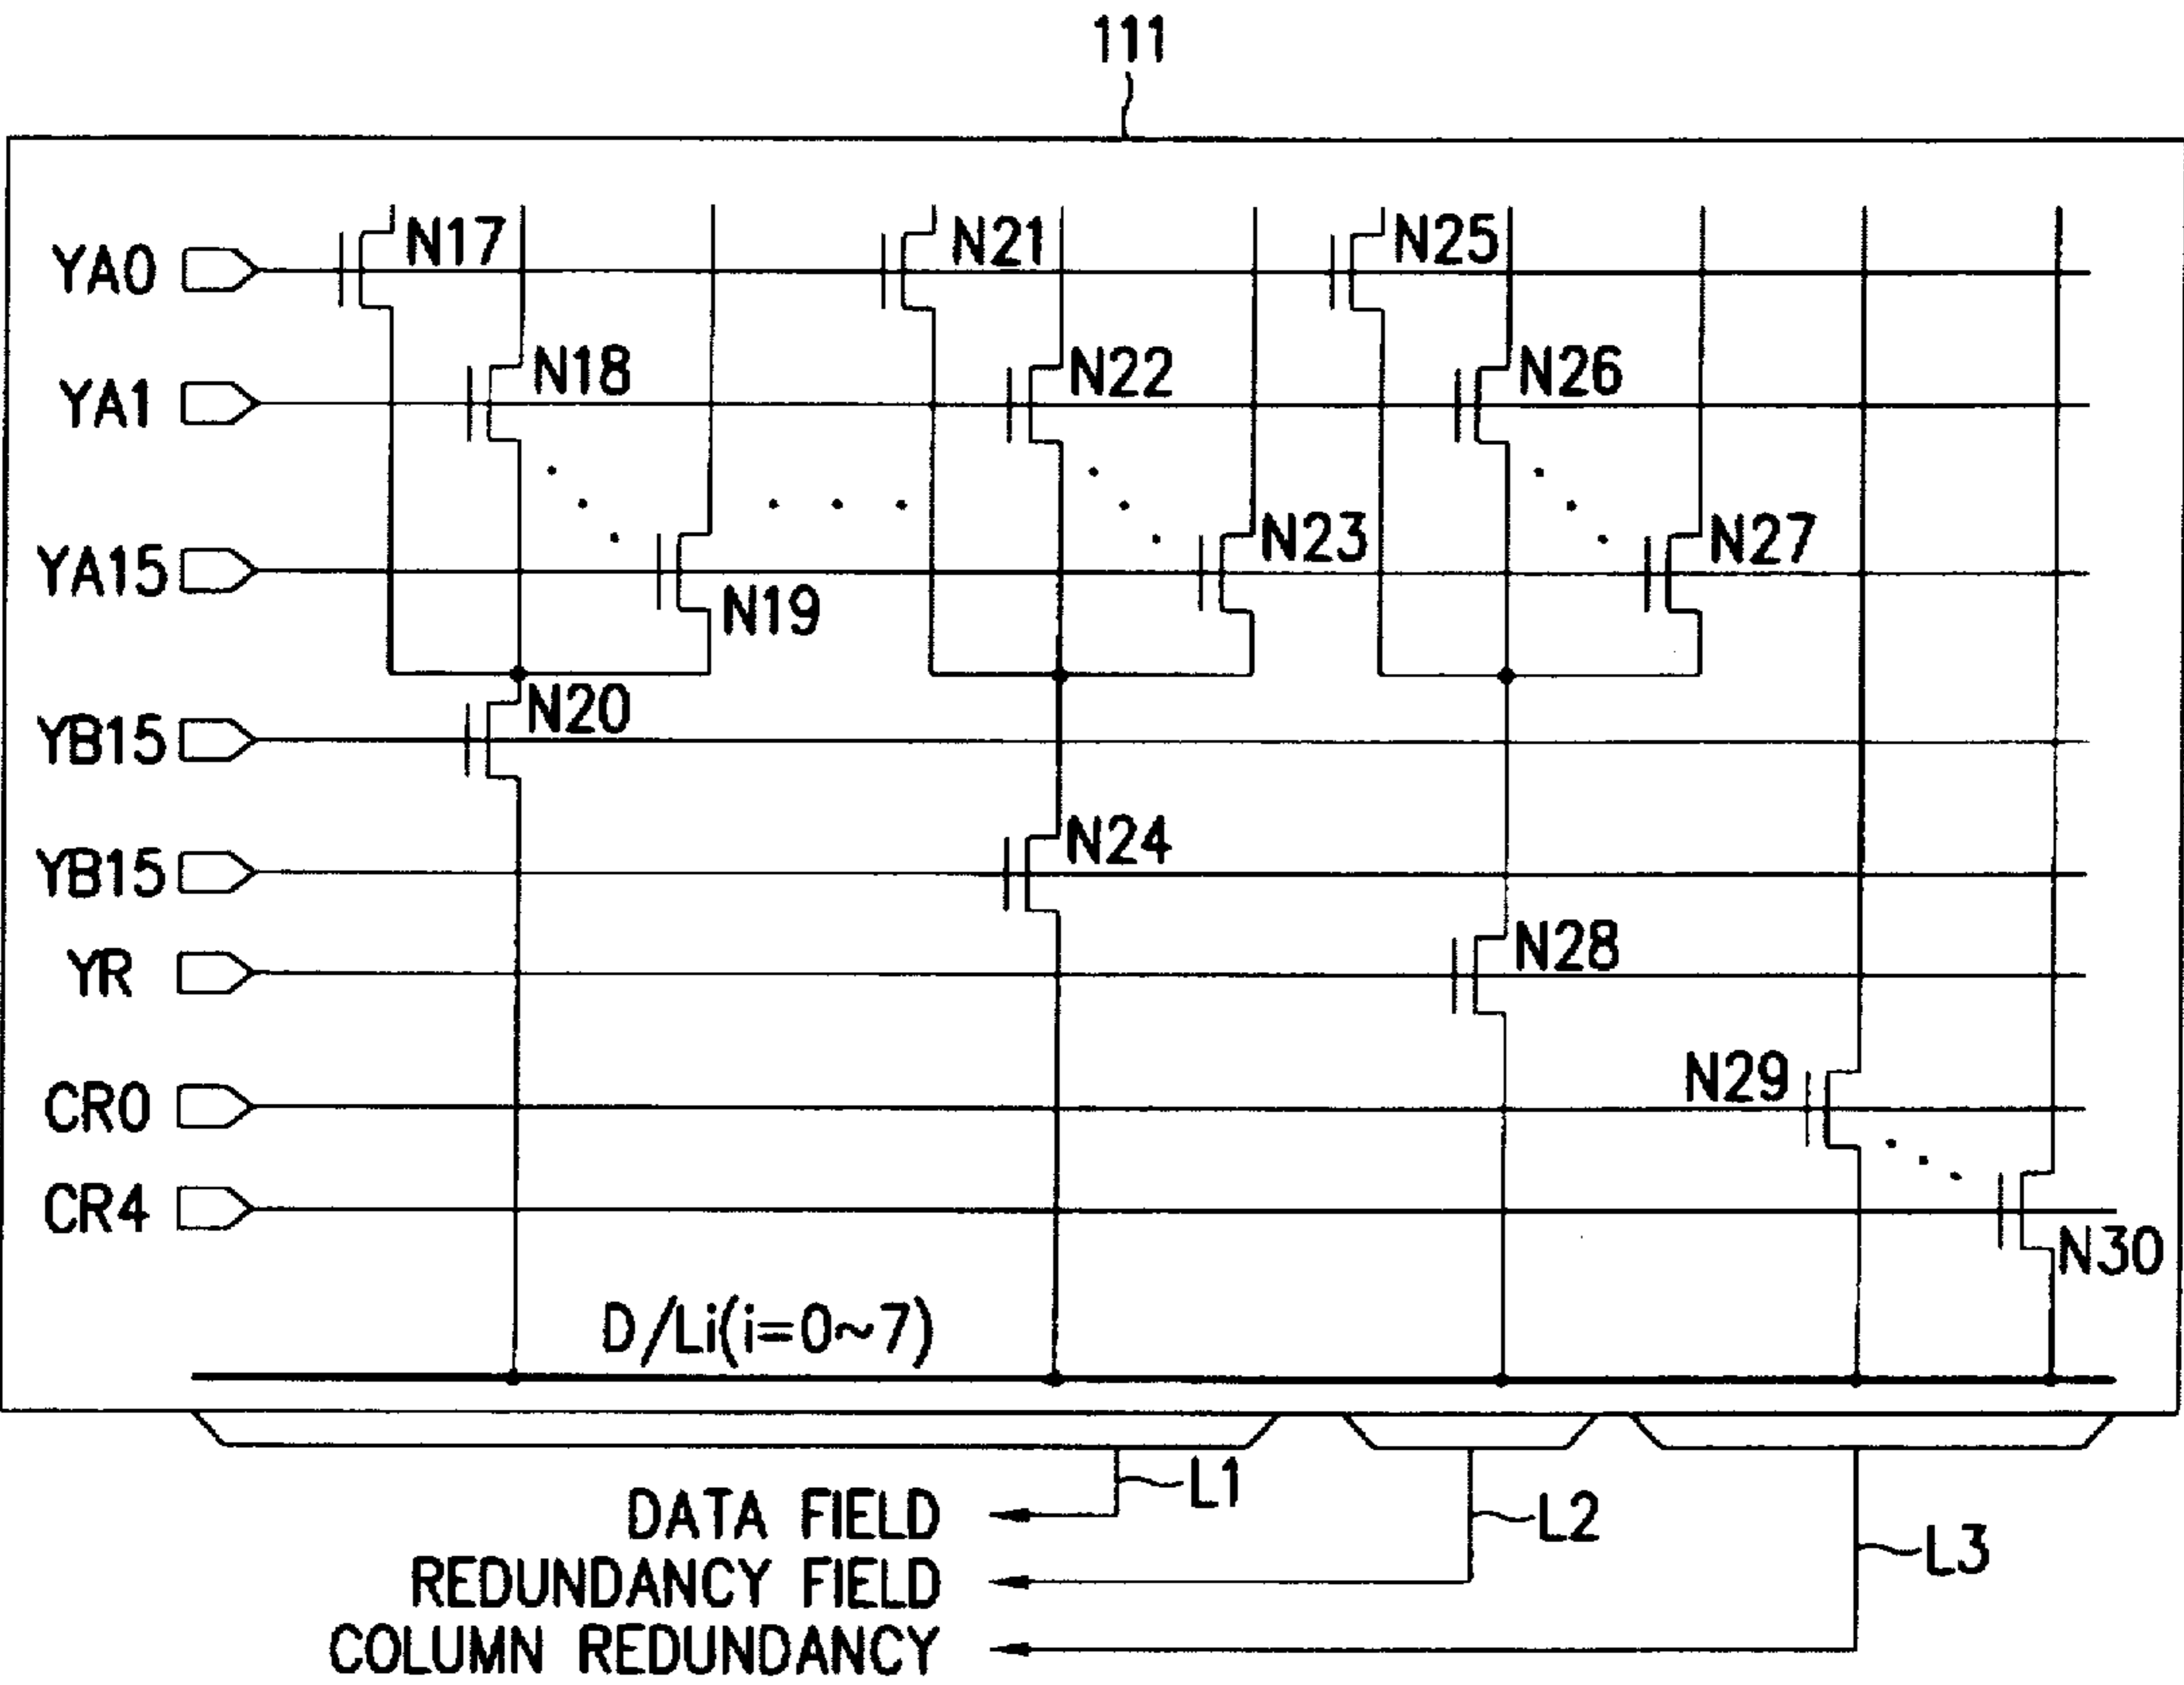 111
YA0
N17
N21
N25
YA1
N18
N22
N26
YA15
N19
N23
N27
YB15
N20
YB15
N24
YR
N28
CR0
N29
CR4
N30
D/Li(i=0~7)
L1
DATA FIELD
L2
REDUNDANCY FIELD
L3
COLUMN REDUNDANCY